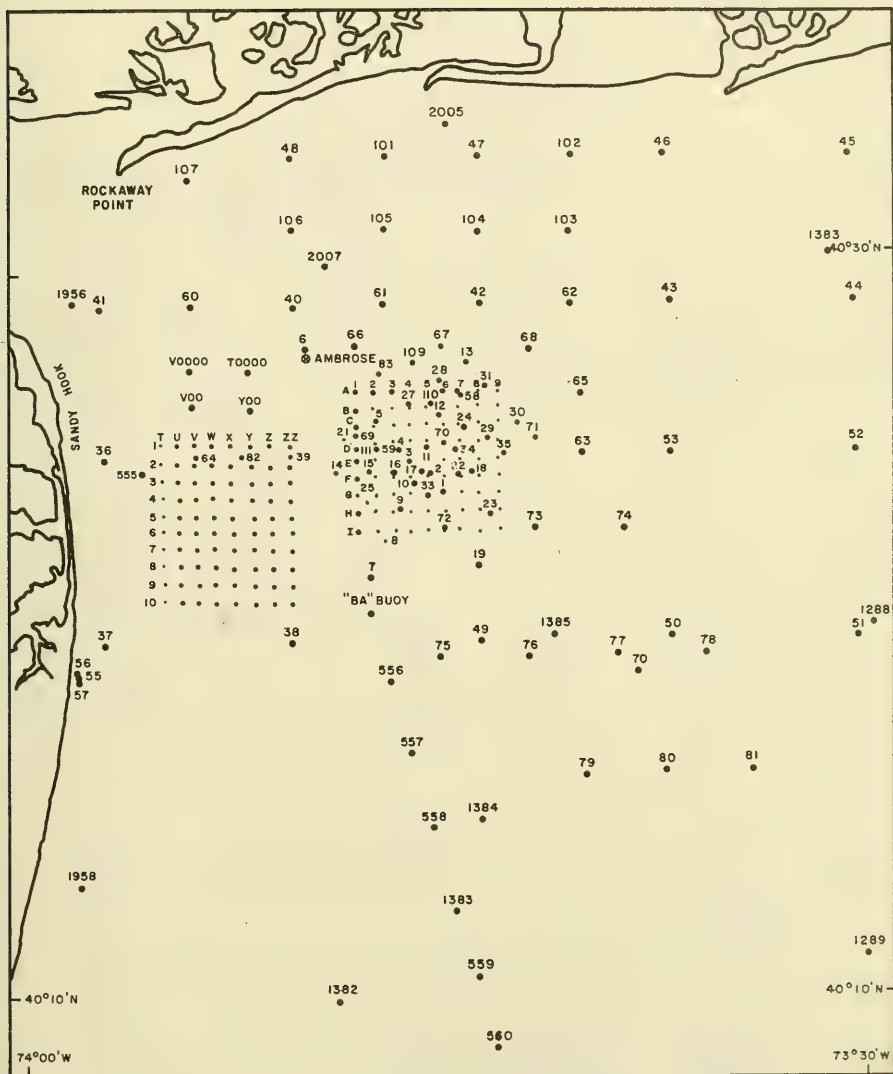 2005
48 101 47 102 46 45
107
ROCKAWAY
POINT
106 105 104 103
1383
40°30'N
2007
1956 41 60 40 61 42 62 43 44
6 66 67 68
⊗ AMBROSE
V0000 T0000 83 109 13
28 31
1 2 3 4 5 6 7 8 9
A
65
27 110 58
V00 Y00
B 12
C 5 24 30
SANDY HOOK
T U V W X Y Z ZZ
21 69 70 29 71
1
D 111 59 4 11 34 35 63 53 52
36 64 82 39
E 3
2
555
14 15 16 17 2 22 18
3
F 10
25 33 1
4
G
9 23
5
H
72 73 74
6
I
8
7
19
8
7
9
"BA" BUOY
10
1288
37 38 49 1385 50 51
75 76 77 78
56
55
57
70
556
557
79 80 81
1384
558
1958
1383
559
1289
40°10'N
1382
40°10'N
560
74°00'W
73°30'W